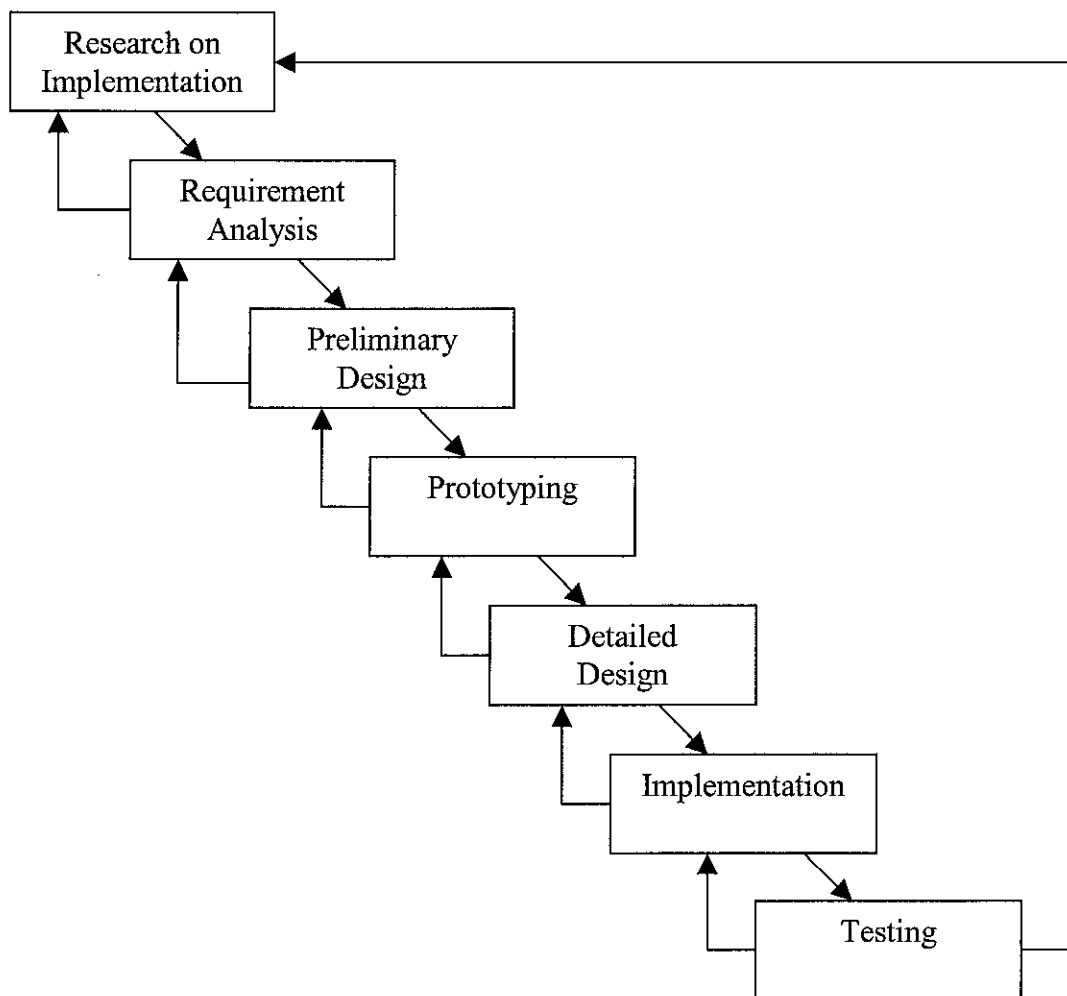 Research on
Implementation
Requirement
Analysis
Preliminary
Design
Prototyping
Detailed
Design
Implementation
Testing